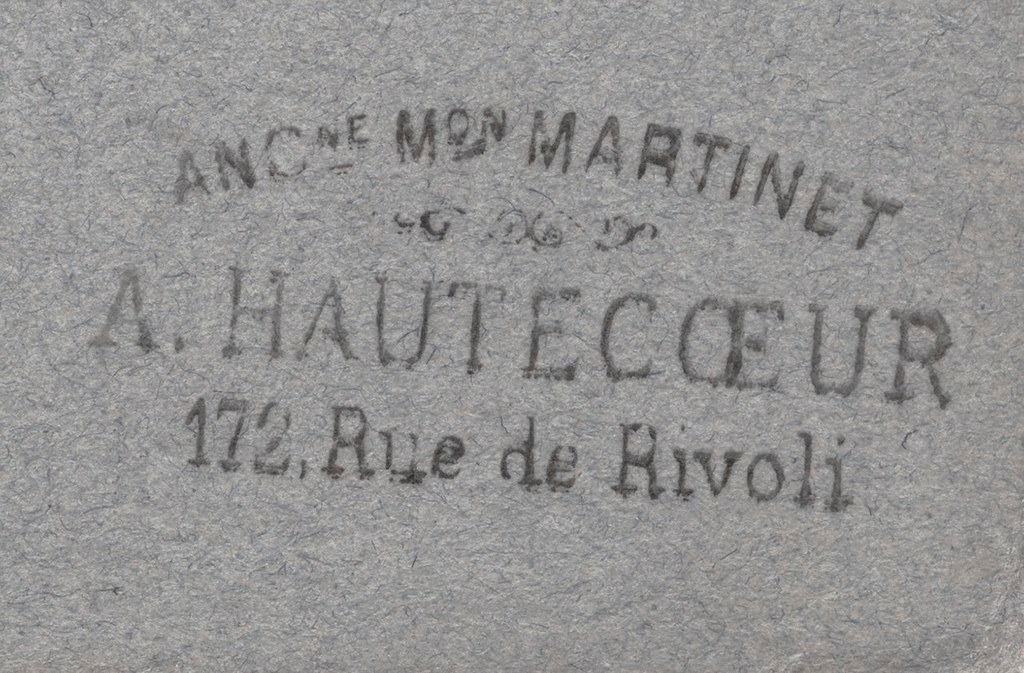 ANCNE MON MARTINET
A. HAUTECŒUR
172, Rue de Rivoli